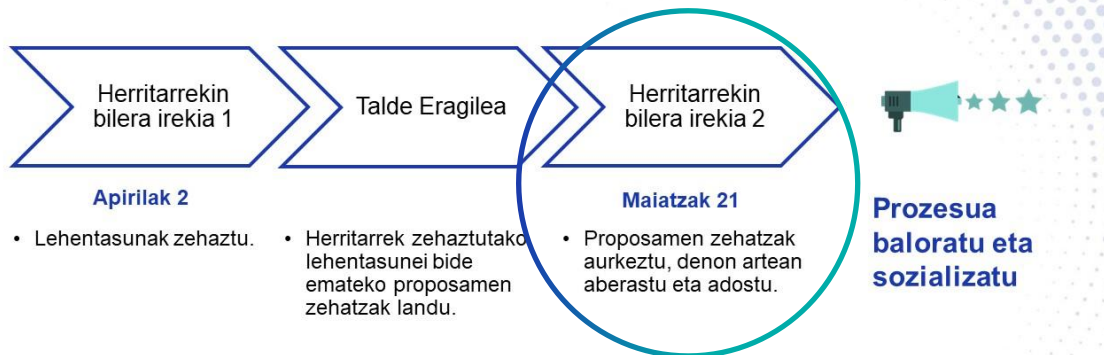 Herritarrekin
bilera irekia 1
Apirilak 2
• Lehentasunak zehaztu.
Talde Eragilea
• Herritarrek zehaztutako
lehentasunei bide
emateko proposamen
zehatzak landu.
Herritarrekin
bilera irekia 2
Maiatzak 21
• Proposamen zehatzak
aurkeztu, denon artean
aberastu eta adostu.
Prozesua
baloratu eta
sozializatu